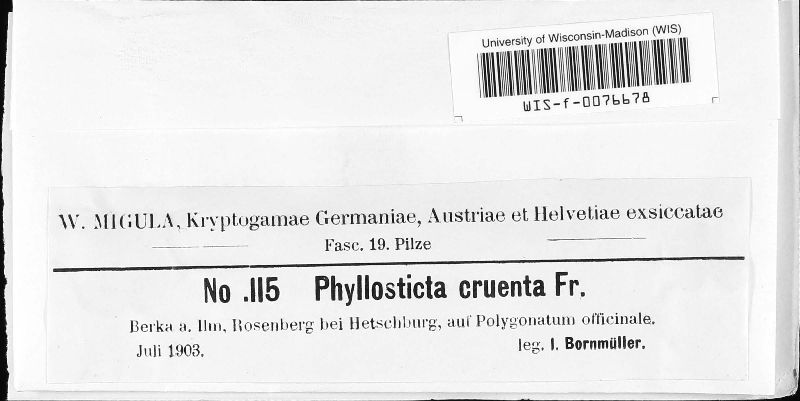 University of Wisconsin-Madison (WIS)
WIS-f-0076678
W. MIGULA, Kryptogamae Germaniae, Austriae et Helvetiae exsiccatae
Fasc. 19. Pilze
No .115 Phyllosticta cruenta Fr.
Berka a. Ilm, Rosenberg bei Hetschburg, auf Polygonatum officinale.
Juli 1903.
leg. I. Bornmüller.